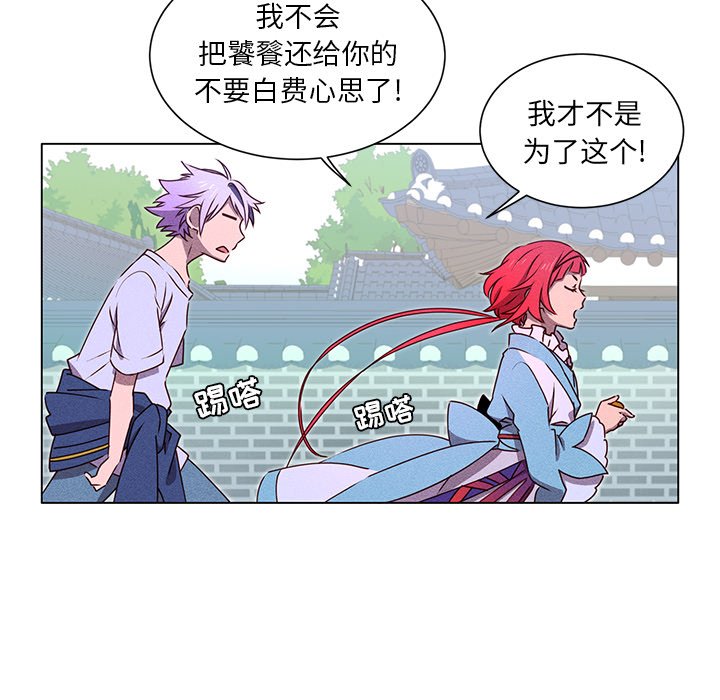 我不会
把饕餮还给你的
不要白费心思了!
我才不是
为了这个!
踢嗒
踢嗒